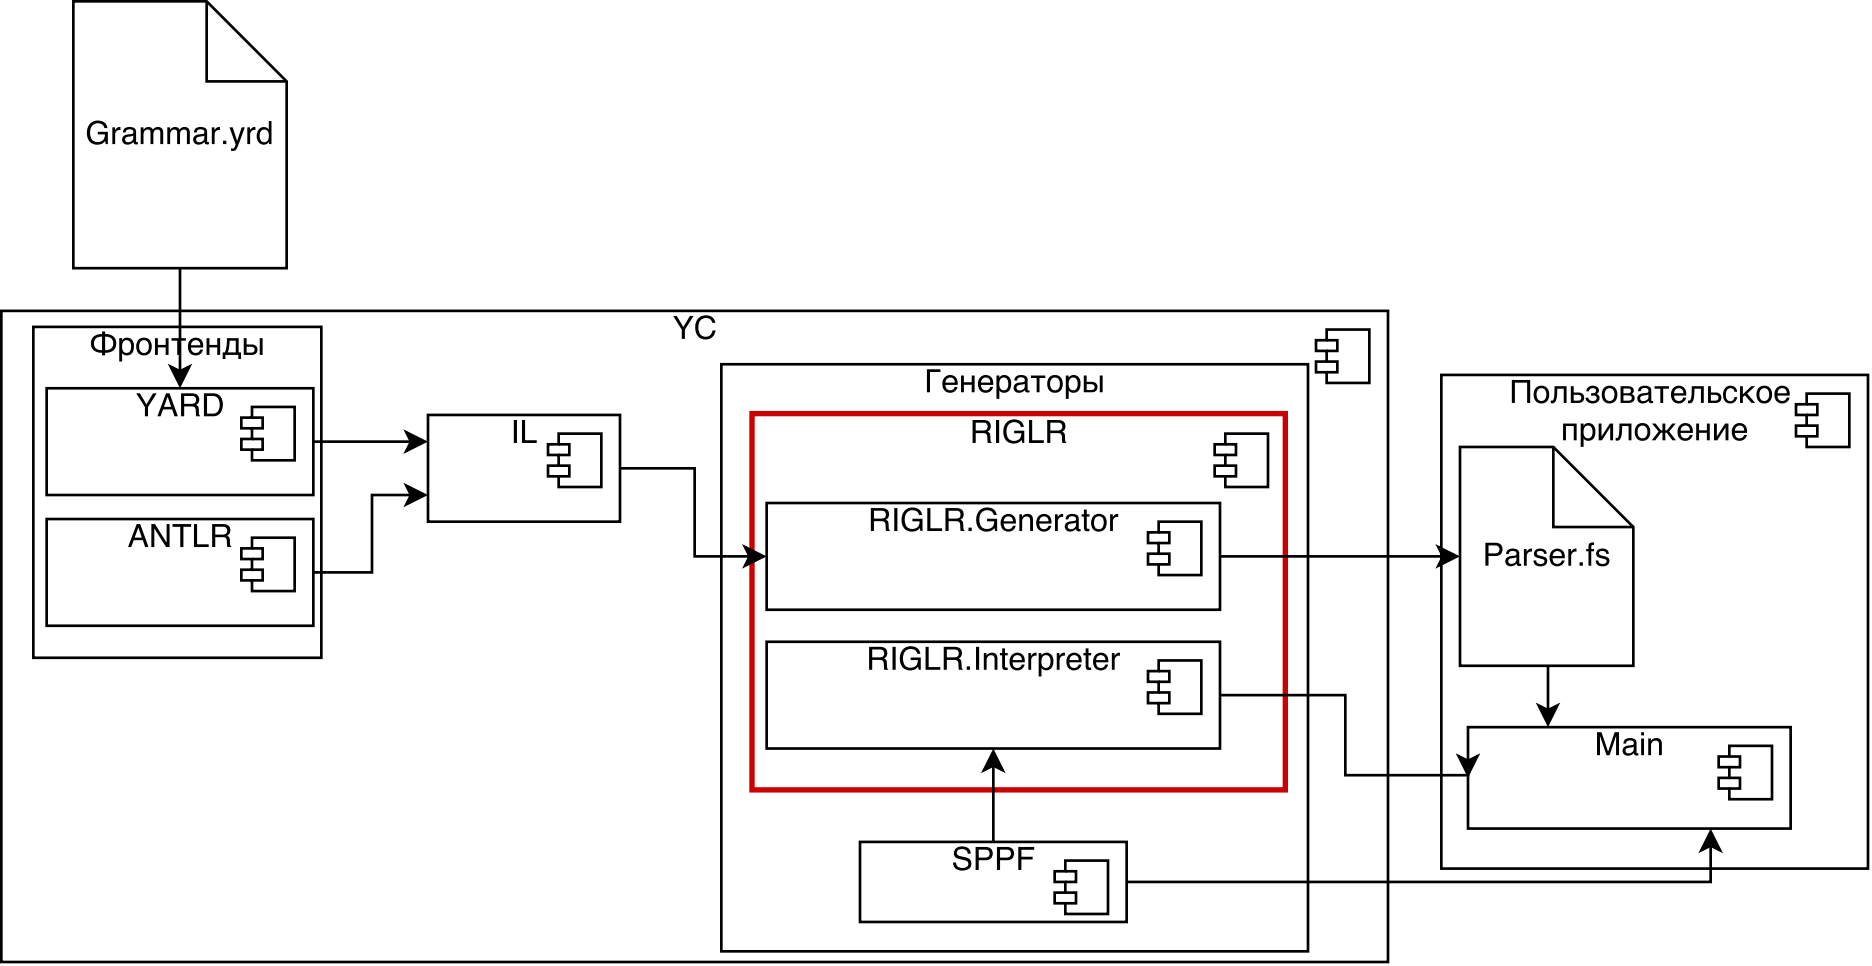 Grammar.yrd
YC
Фронтенды
YARD
ANTLR
IL
Генераторы
RIGLR
RIGLR.Generator
RIGLR.Interpreter
SPPF
Пользовательское
приложение
Parser.fs
Main